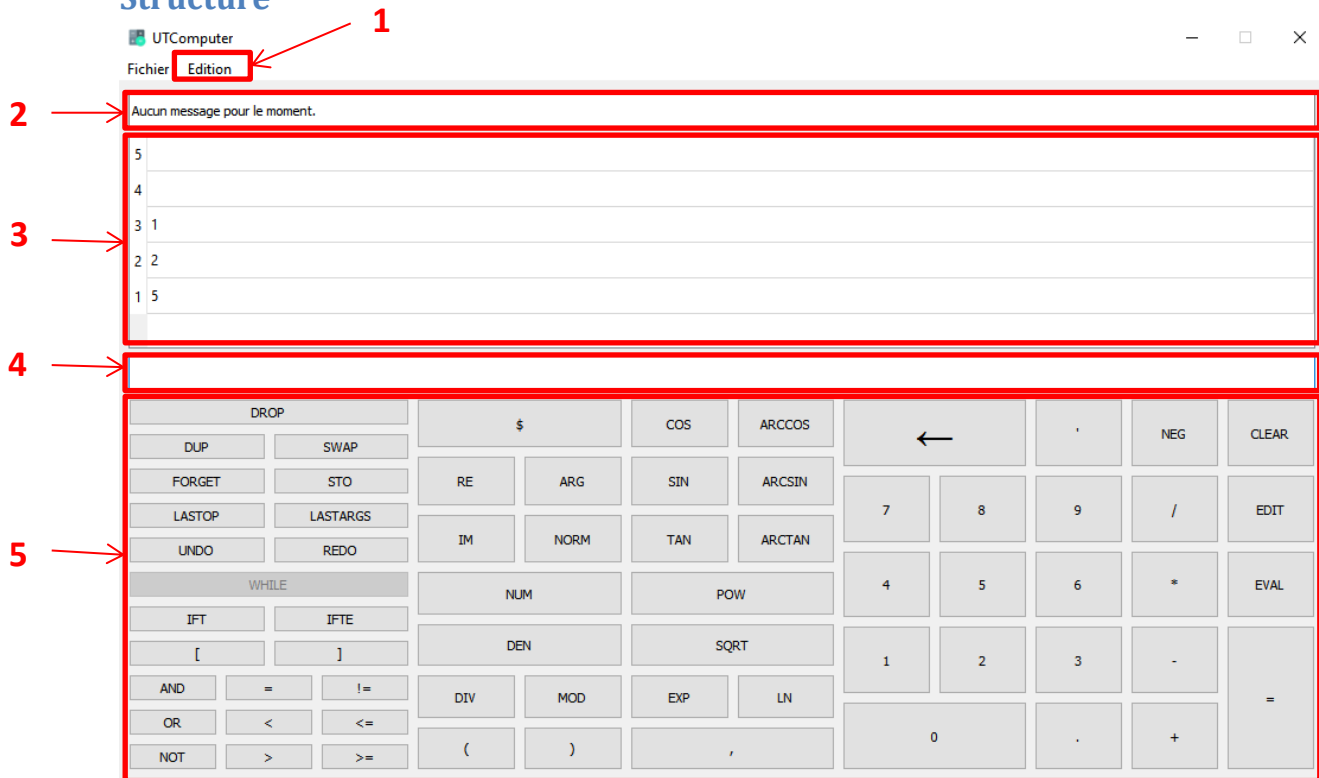 Structure
1
UTComputer
Fichier Edition
2
Aucun message pour le moment.
5
4
3 1
3
2 2
1 5
4
5
DROP
DUP SWAP
FORGET STO
LASTOP LASTARGS
UNDO REDO
WHILE
IFT IFTE
[ ]
AND = !=
OR < <=
NOT > >=
$ COS ARCCOS
RE ARG SIN ARCSIN
IM NORM TAN ARCTAN
NUM POW
DEN SQRT
DIV MOD EXP LN
( ) ,
← ' NEG CLEAR
7 8 9 / EDIT
4 5 6 * EVAL
1 2 3 - =
0 . +